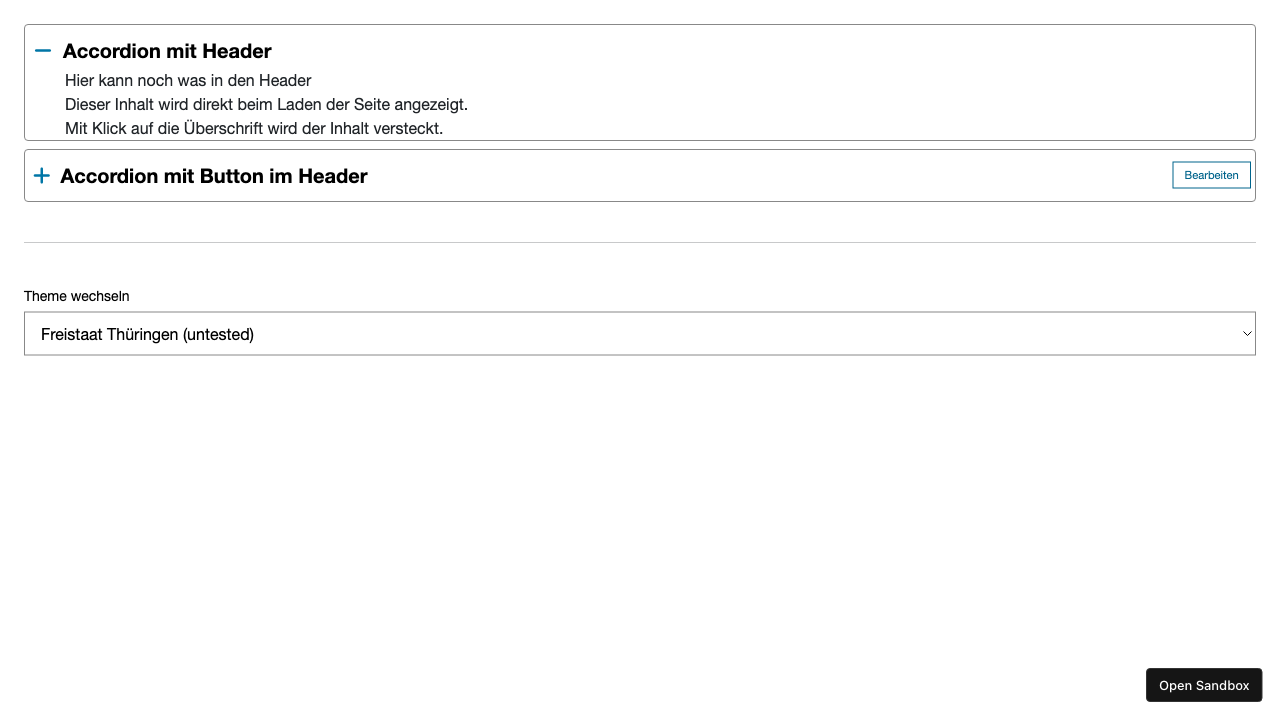 Accordion mit Header
Hier kann noch was in den Header
Dieser Inhalt wird direkt beim Laden der Seite angezeigt.
Mit Klick auf die Überschrift wird der Inhalt versteckt.
Accordion mit Button im Header
Bearbeiten
Theme wechseln
Freistaat Thüringen (untested)
Open Sandbox